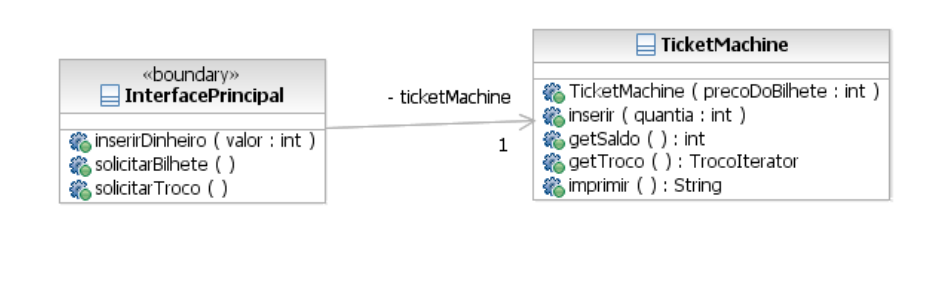 «boundary»
InterfacePrincipal
inserirDinheiro ( valor : int )
solicitarBilhete ( )
solicitarTroco ( )
- ticketMachine
1
TicketMachine
TicketMachine ( precoDoBilhete : int )
inserir ( quantia : int )
getSaldo ( ) : int
getTroco ( ) : TrocoIterator
imprimir ( ) : String